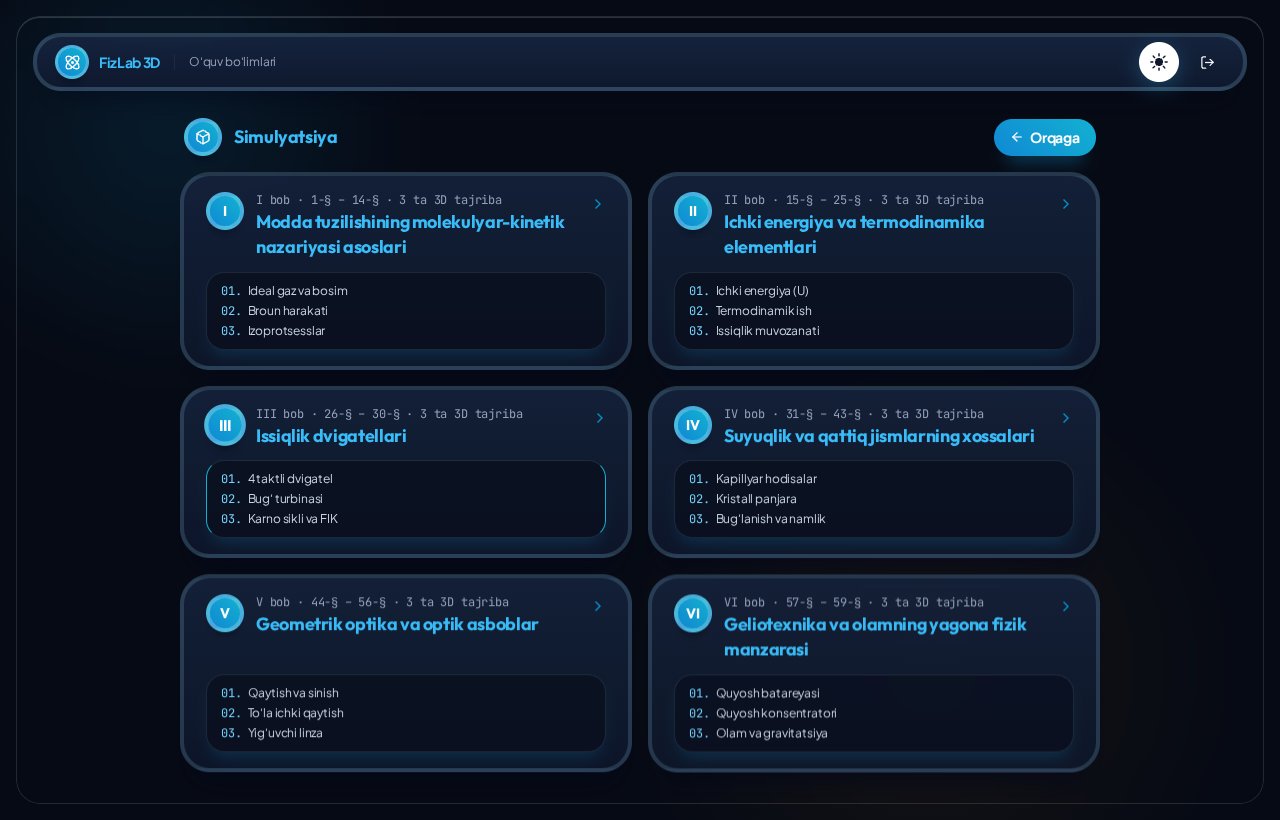 FizLab 3D
O'quv bo'limlari
Simulyatsiya
Orqaga
I
I bob · 1-§ – 14-§ · 3 ta 3D tajriba
Modda tuzilishining molekulyar-kinetik
nazariyasi asoslari
01. Ideal gaz va bosim
02. Broun harakati
03. Izoprotsesslar
II
II bob · 15-§ – 25-§ · 3 ta 3D tajriba
Ichki energiya va termodinamika
elementlari
01. Ichki energiya (U)
02. Termodinamik ish
03. Issiqlik muvozanati
III
III bob · 26-§ – 30-§ · 3 ta 3D tajriba
Issiqlik dvigatellari
01. 4 taktli dvigatel
02. Bug' turbinasi
03. Karno sikli va FIK
IV
IV bob · 31-§ – 43-§ · 3 ta 3D tajriba
Suyuqlik va qattiq jismlarning xossalari
01. Kapillyar hodisalar
02. Kristall panjara
03. Bug'lanish va namlik
V
V bob · 44-§ – 56-§ · 3 ta 3D tajriba
Geometrik optika va optik asboblar
01. Qaytish va sinish
02. To'la ichki qaytish
03. Yig'uvchi linza
VI
VI bob · 57-§ – 59-§ · 3 ta 3D tajriba
Geliotexnika va olamning yagona fizik
manzarasi
01. Quyosh batareyasi
02. Quyosh konsentratori
03. Olam va gravitatsiya